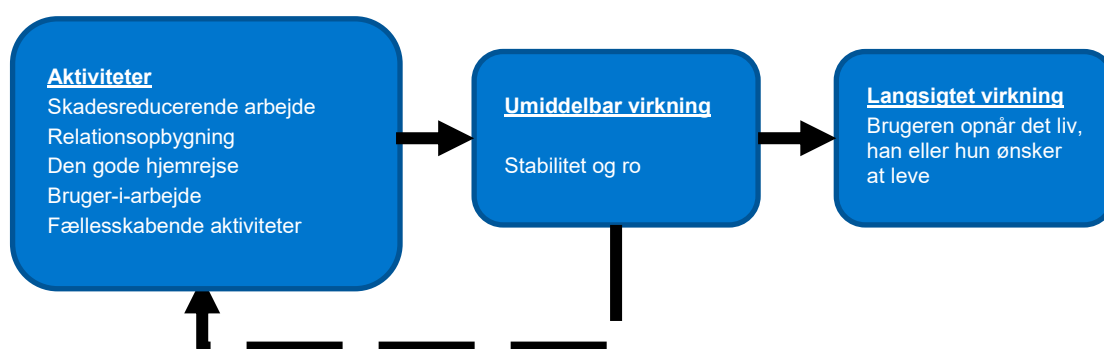 Aktiviteter
Skadesreducerende arbejde
Relationsopbygning
Den gode hjemrejse
Bruger-i-arbejde
Fællesskabende aktiviteter
Umiddelbar virkning
Stabilitet og ro
Langsigtet virkning
Brugeren opnår det liv,
han eller hun ønsker
at leve